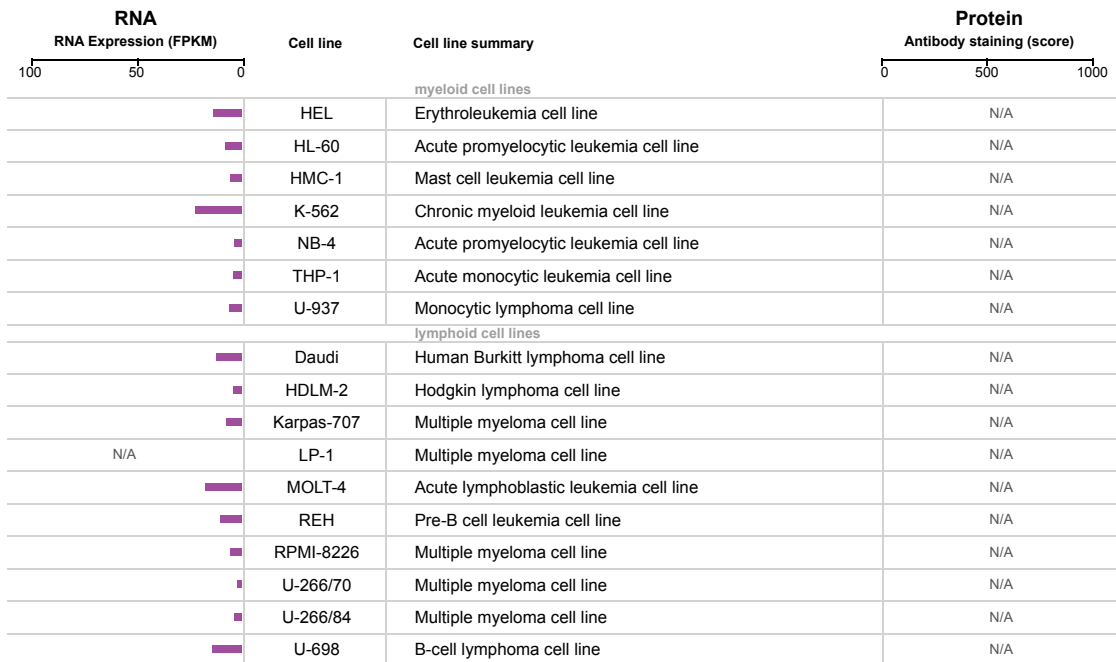 RNA
Protein
RNA Expression (FPKM) Cell line Cell line summary Antibody staining (score)
100 50 0 0 500 1000
myeloid cell lines
HEL Erythroleukemia cell line N/A
HL-60 Acute promyelocytic leukemia cell line N/A
HMC-1 Mast cell leukemia cell line N/A
K-562 Chronic myeloid leukemia cell line N/A
NB-4 Acute promyelocytic leukemia cell line N/A
THP-1 Acute monocytic leukemia cell line N/A
U-937 Monocytic lymphoma cell line N/A
lymphoid cell lines
Daudi Human Burkitt lymphoma cell line N/A
HDLM-2 Hodgkin lymphoma cell line N/A
Karpas-707 Multiple myeloma cell line N/A
N/A LP-1 Multiple myeloma cell line N/A
MOLT-4 Acute lymphoblastic leukemia cell line N/A
REH Pre-B cell leukemia cell line N/A
RPMI-8226 Multiple myeloma cell line N/A
U-266/70 Multiple myeloma cell line N/A
U-266/84 Multiple myeloma cell line N/A
U-698 B-cell lymphoma cell line N/A